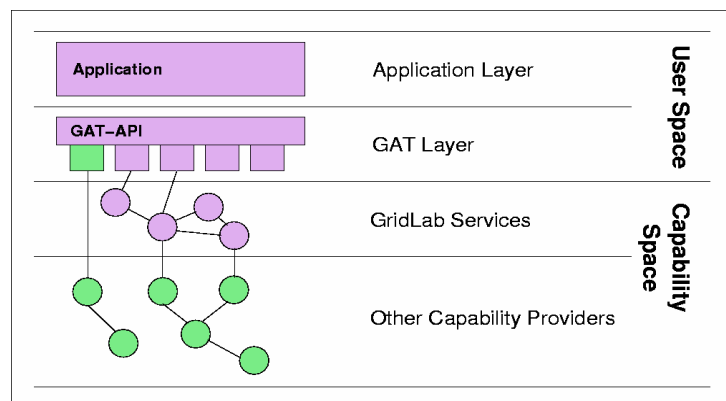 Application
Application Layer
GAT-API
GAT Layer
GridLab Services
Other Capability Providers
User Space
Capability
Space